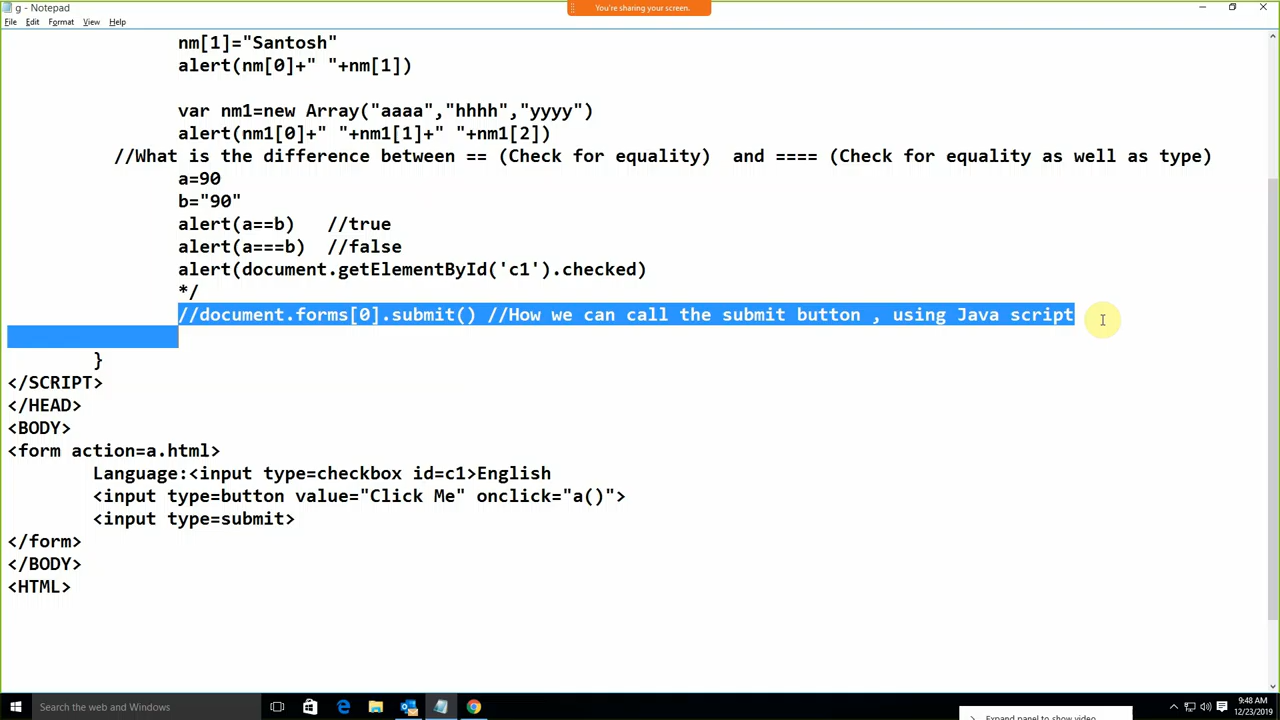 g - Notepad
You're sharing your screen.
File Edit Format View Help
nm[1]="Santosh"
alert(nm[0]+" "+nm[1])
var nm1=new Array("aaaa","hhhh","yyyy")
alert(nm1[0]+" "+nm1[1]+" "+nm1[2])
//What is the difference between == (Check for equality)  and ==== (Check for equality as well as type)
a=90
b="90"
alert(a==b)   //true
alert(a===b)  //false
alert(document.getElementById('c1').checked)
*/
//document.forms[0].submit() //How we can call the submit button , using Java script
}
</SCRIPT>
</HEAD>
<BODY>
<form action=a.html>
Language:<input type=checkbox id=c1>English
<input type=button value="Click Me" onclick="a()">
<input type=submit>
</form>
</BODY>
<HTML>
Search the web and Windows
9:48 AM
12/23/2019
Expand panel to show video